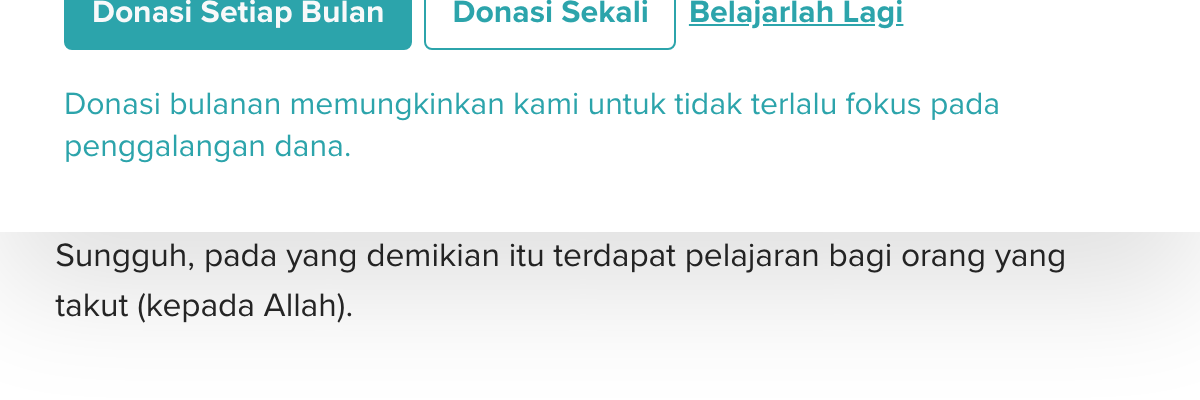 Donasi Setiap Bulan Donasi Sekali Belajarlah Lagi
Donasi bulanan memungkinkan kami untuk tidak terlalu fokus pada
penggalangan dana.
Sungguh, pada yang demikian itu terdapat pelajaran bagi orang yang
takut (kepada Allah).